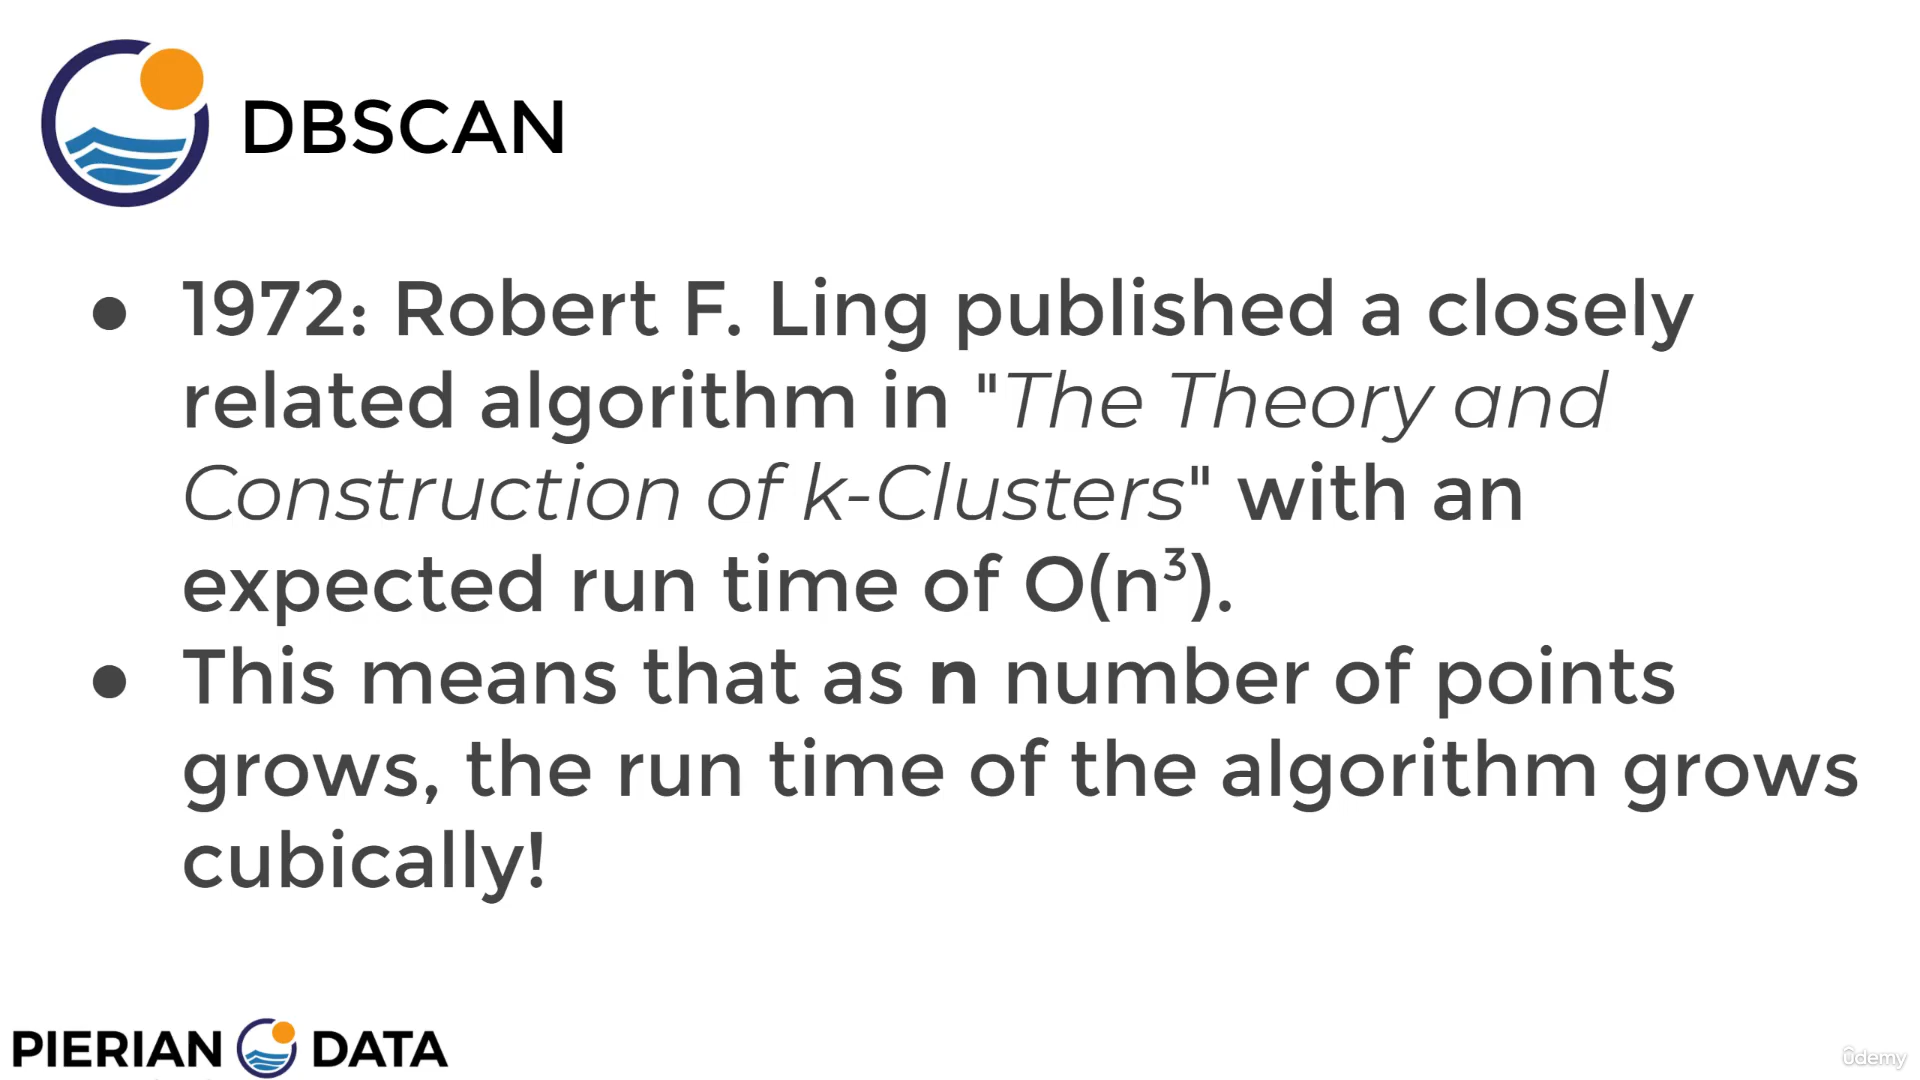 DBSCAN
● 1972: Robert F. Ling published a closely
related algorithm in "The Theory and
Construction of k-Clusters" with an
expected run time of O(n³).
● This means that as n number of points
grows, the run time of the algorithm grows
cubically!
PIERIAN DATA
ûdemy